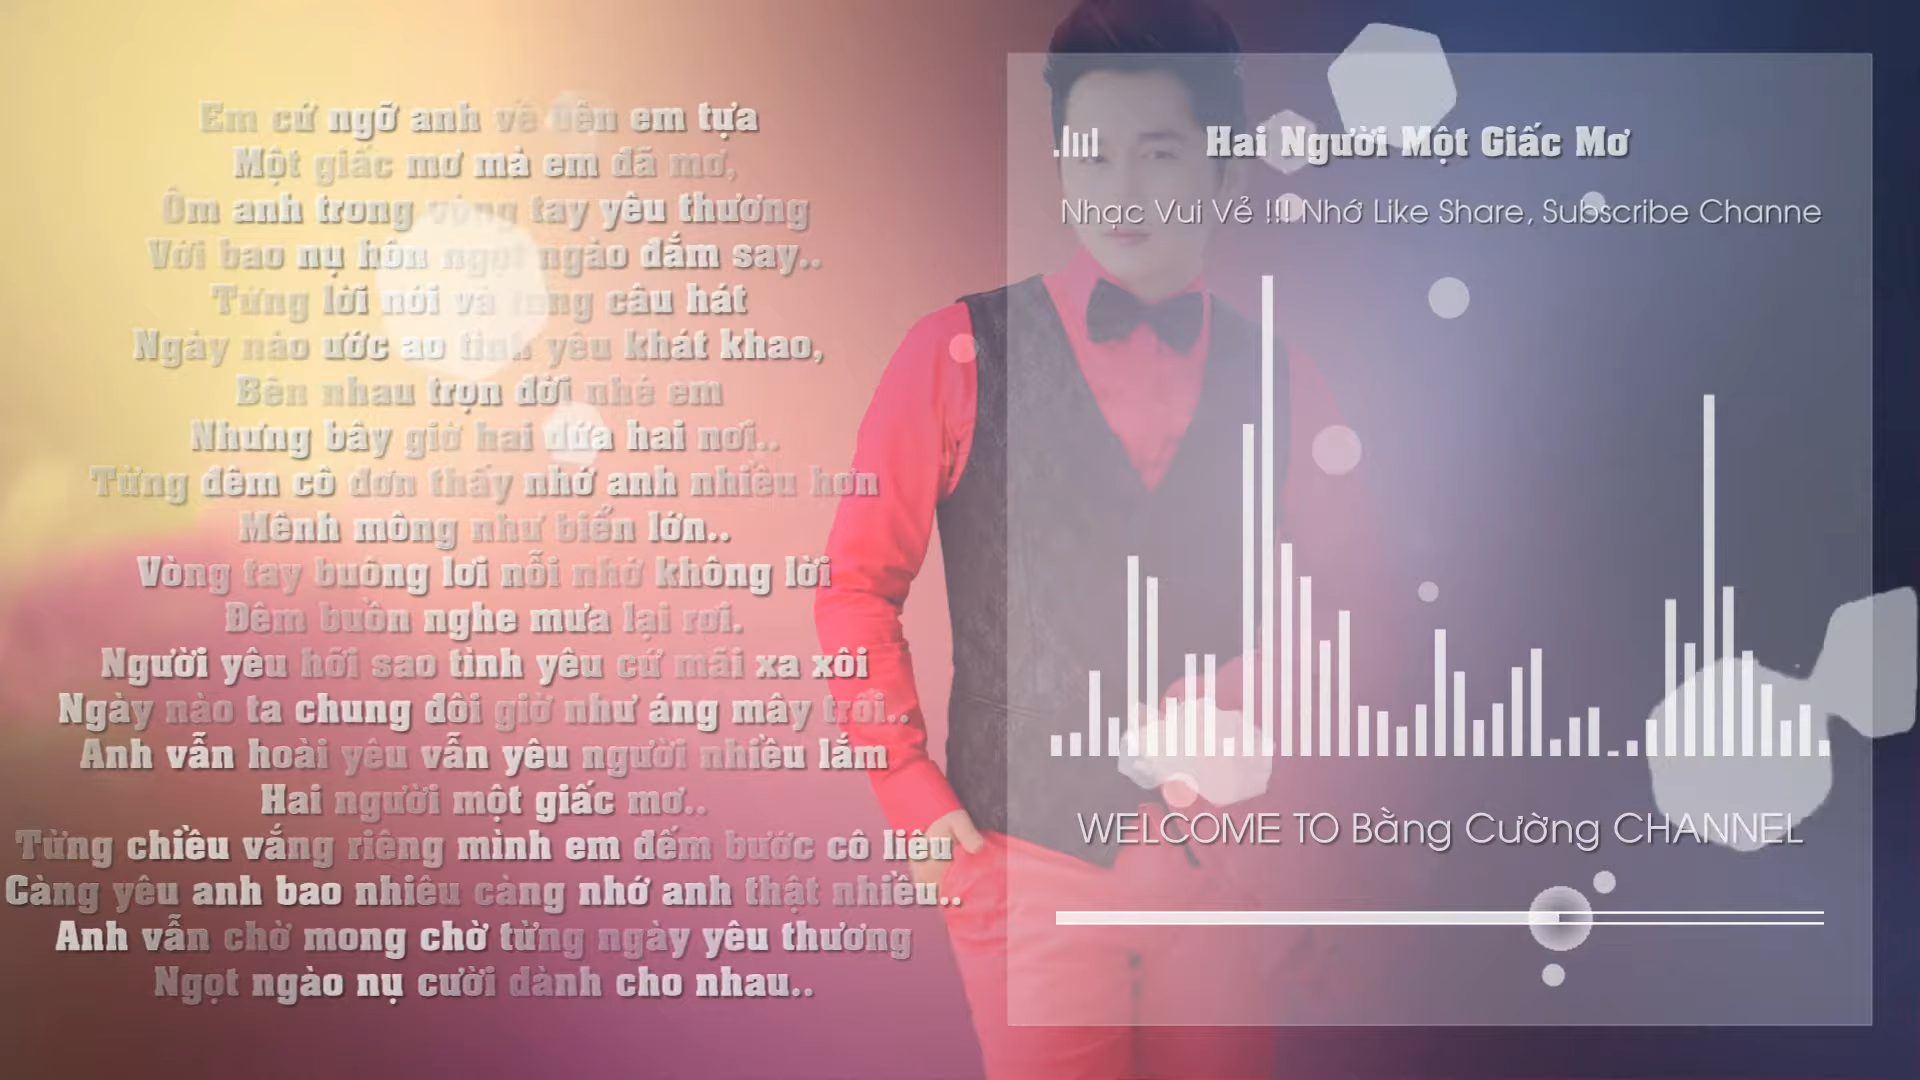 Em cứ ngỡ anh về bên em tựa
Một giấc mơ mà em đã mơ,
Ôm anh trong vòng tay yêu thương
Với bao nụ hôn ngọt ngào đắm say..
Từng lời nói và từng câu hát
Ngày nào ước ao tình yêu khát khao,
Bên nhau trọn đời nhé em
Nhưng bây giờ hai đứa hai nơi..
Từng đêm cô đơn thấy nhớ anh nhiều hơn
Mênh mông như biển lớn..
Vòng tay buông lơi nỗi nhớ không lời
Đêm buồn nghe mưa lại rơi.
Người yêu hỡi sao tình yêu cứ mãi xa xôi
Ngày nào ta chung đôi giờ như áng mây trôi..
Anh vẫn hoài yêu vẫn yêu người nhiều lắm
Hai người một giấc mơ..
Từng chiều vắng riêng mình em đếm bước cô liêu
Càng yêu anh bao nhiêu càng nhớ anh thật nhiều..
Anh vẫn chờ mong chờ từng ngày yêu thương
Ngọt ngào nụ cười dành cho nhau..
Hai Người Một Giấc Mơ
Nhạc Vui Vẻ !!! Nhớ Like Share, Subscribe Channe
WELCOME TO Bằng Cường CHANNEL